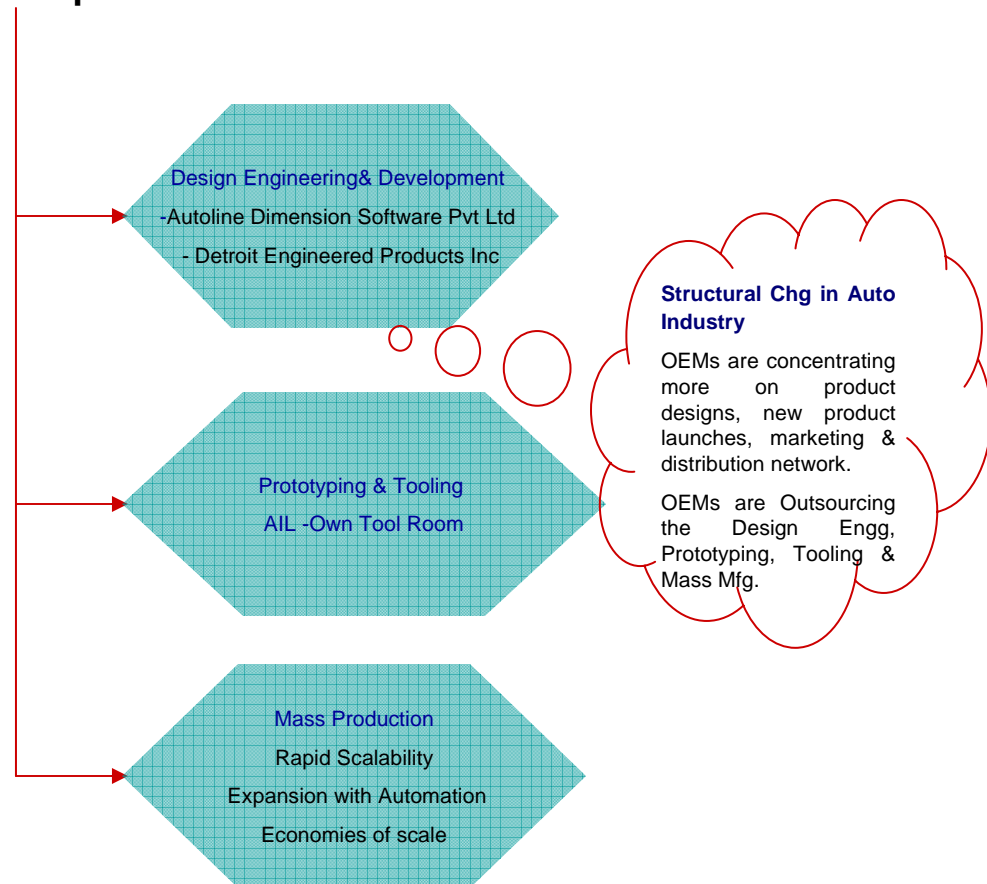 Design Engineering& Development
-Autoline Dimension Software Pvt Ltd
- Detroit Engineered Products Inc
Structural Chg in Auto
Industry
OEMs are concentrating
more on product
designs, new product
launches, marketing &
distribution network.
OEMs are Outsourcing
the Design Engg,
Prototyping, Tooling &
Mass Mfg.
Prototyping & Tooling
AIL -Own Tool Room
Mass Production
Rapid Scalability
Expansion with Automation
Economies of scale